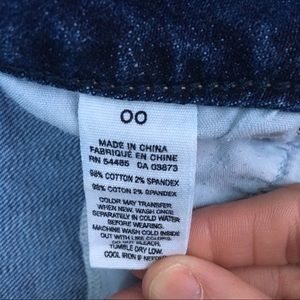 00
MADE IN CHINA
FABRIQUÉ EN CHINE
RN 54485 CA 03873
98% COTTON 2% SPANDEX
98% COTTON 2% SPANDEX
COLOR MAY TRANSFER
WHEN NEW. WASH ONCE
SEPARATELY IN COLD WATER
BEFORE WEARING.
MACHINE WASH COLD INSIDE
OUT WITH LIKE COLORS.
DO NOT BLEACH.
TUMBLE DRY LOW.
COOL IRON IF NEEDED